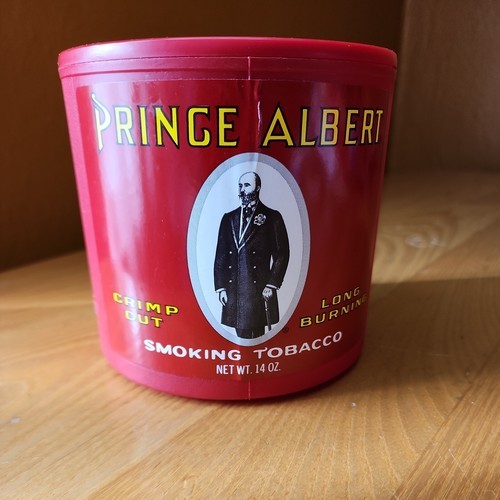 PRINCE ALBERT
CRIMP
CUT
LONG
BURNING
SMOKING TOBACCO
NET WT. 14 OZ.